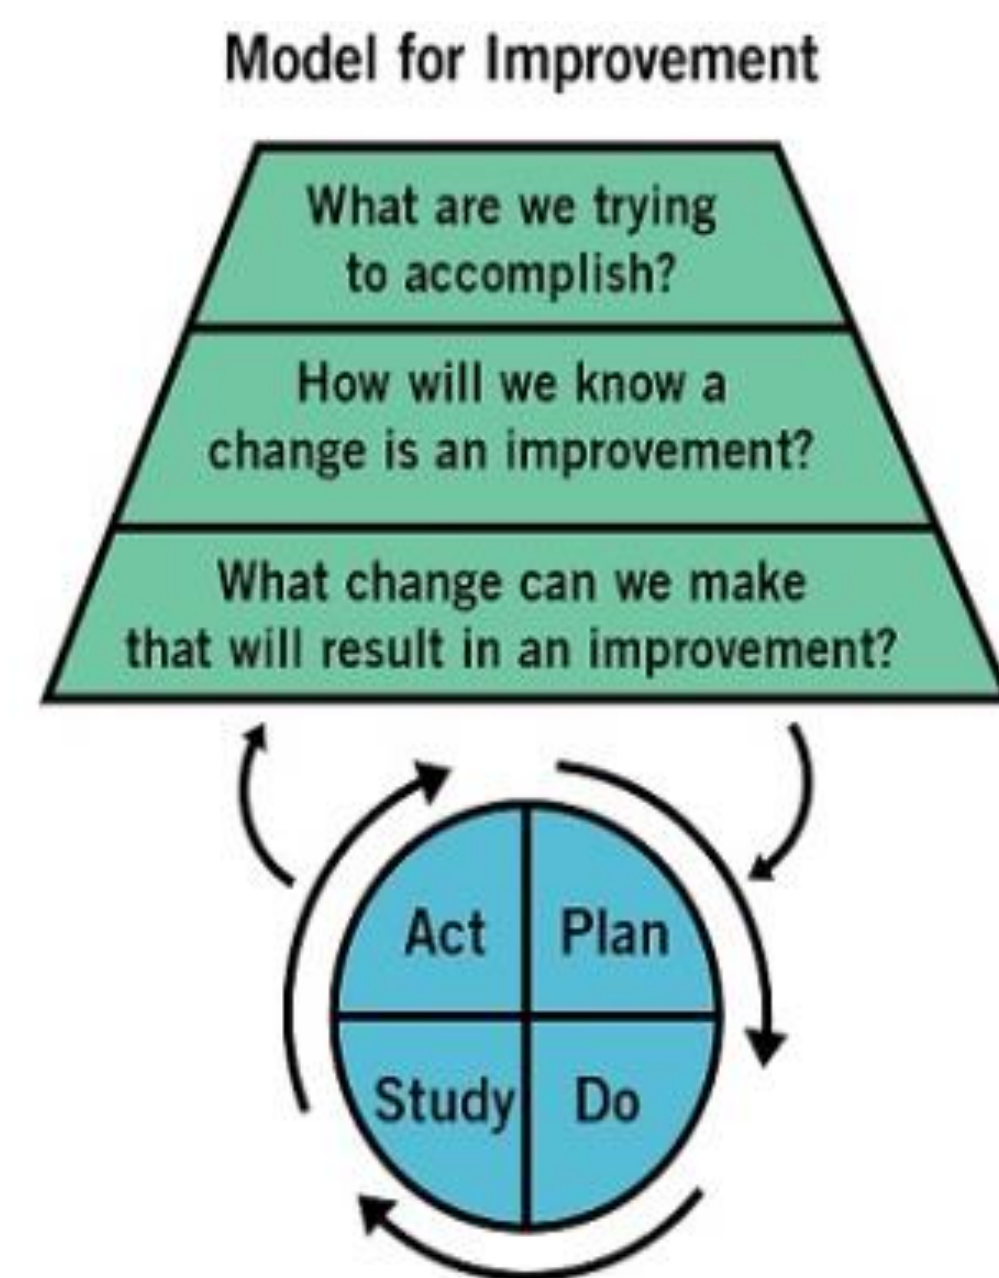 Model for Improvement
What are we trying
to accomplish?
How will we know a
change is an improvement?
What change can we make
that will result in an improvement?
Act
Plan
Study
Do